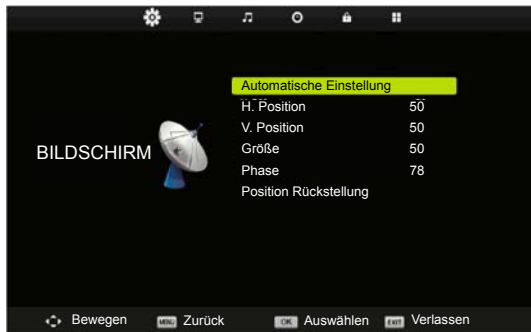 Automatische Einstellung
H. Position 50
V. Position 50
BILDSCHIRM
Größe 50
Phase 78
Position Rückstellung
Bewegen MENU Zurück OK Auswählen EXIT Verlassen